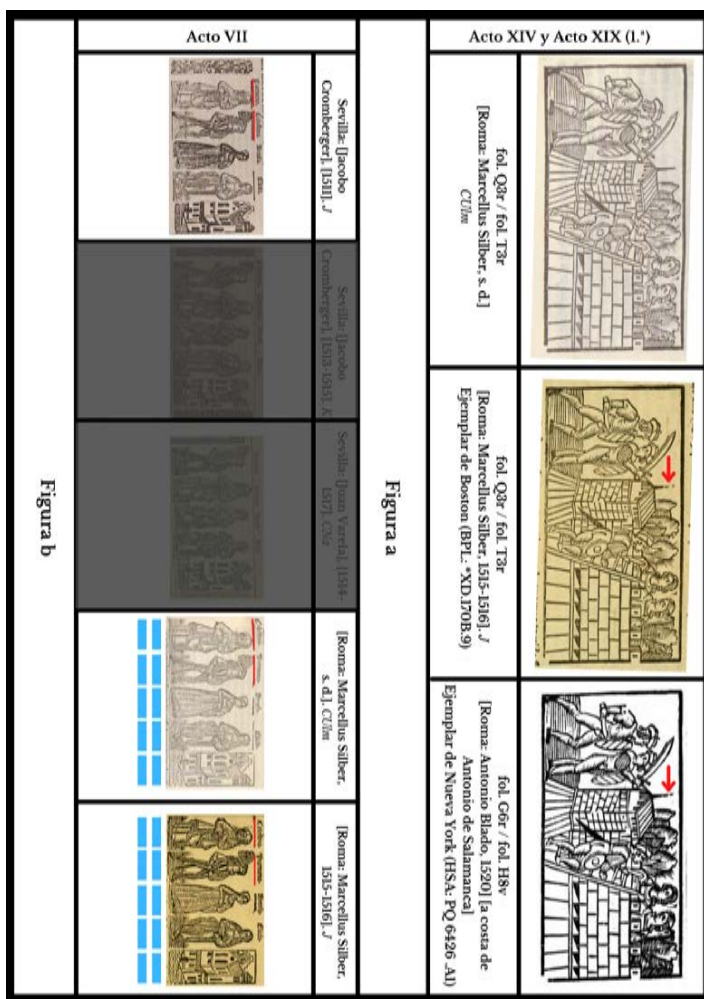 Acto XIV y Acto XIX (1.ª)
fol. Q3r / fol. T3r
[Roma: Marcellus Silber, s. d.]
CUlm
fol. Q3r / fol. T3r
[Roma: Marcellus Silber, 1515-1516]. J
Ejemplar de Boston (BPL: *XD.170B.9)
fol. G6r / fol. H8v
[Roma: Antonio Blado, 1520] [a costa de
Antonio de Salamanca]
Ejemplar de Nueva York (HSA: PQ 6426 .A1)
Figura a
Acto VII
Sevilla: [Jacobo
Cromberger], [1511]. J
Sevilla: [Jacobo
Cromberger], [1513-1515]. K
Sevilla: [Juan Varela], [1514-
1517].
[Roma: Marcellus Silber,
s. d.]. CUlm
[Roma: Marcellus Silber,
1515-1516]. J
Figura b